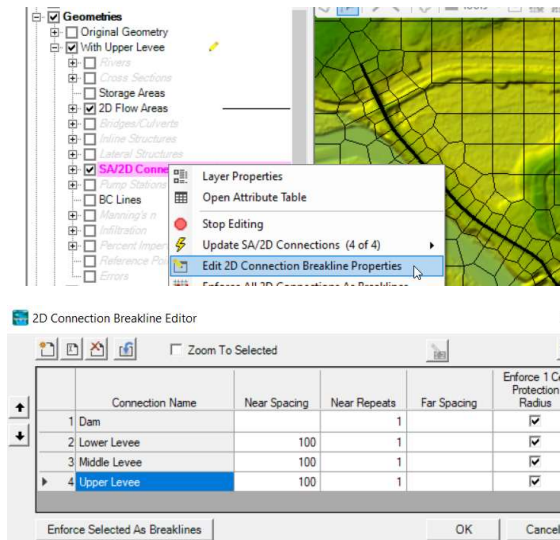 Geometries
Original Geometry
With Upper Levee
Rivers
Cross Sections
Storage Areas
2D Flow Areas
Bridges/Culverts
Inline Structures
Lateral Structures
SA/2D Conne
Pump Stations
BC Lines
Manning's n
Infiltration
Percent Imper
Reference Poi
Errors
Layer Properties
Open Attribute Table
Stop Editing
Update SA/2D Connections (4 of 4)
Edit 2D Connection Breakline Properties
Enforce All 2D Connections As Breaklines
2D Connection Breakline Editor
Zoom To Selected
Connection Name Near Spacing Near Repeats Far Spacing Enforce 1 Ce
Protection
Radius
1 Dam 1
2 Lower Levee 100 1
3 Middle Levee 100 1
4 Upper Levee 100 1
Enforce Selected As Breaklines OK Cancel